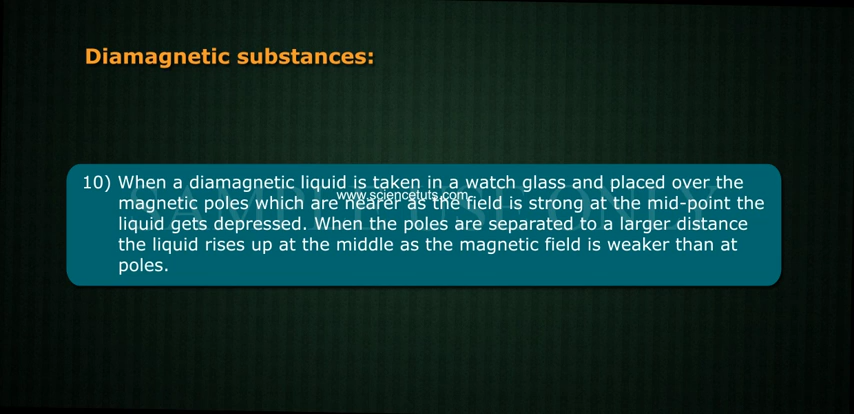 Diamagnetic substances:
10) When a diamagnetic liquid is taken in a watch glass and placed over the
www.sciencetuts.com
magnetic poles which are nearer as the field is strong at the mid-point the
liquid gets depressed. When the poles are separated to a larger distance
the liquid rises up at the middle as the magnetic field is weaker than at
poles.
SAMPLE USE ONLY